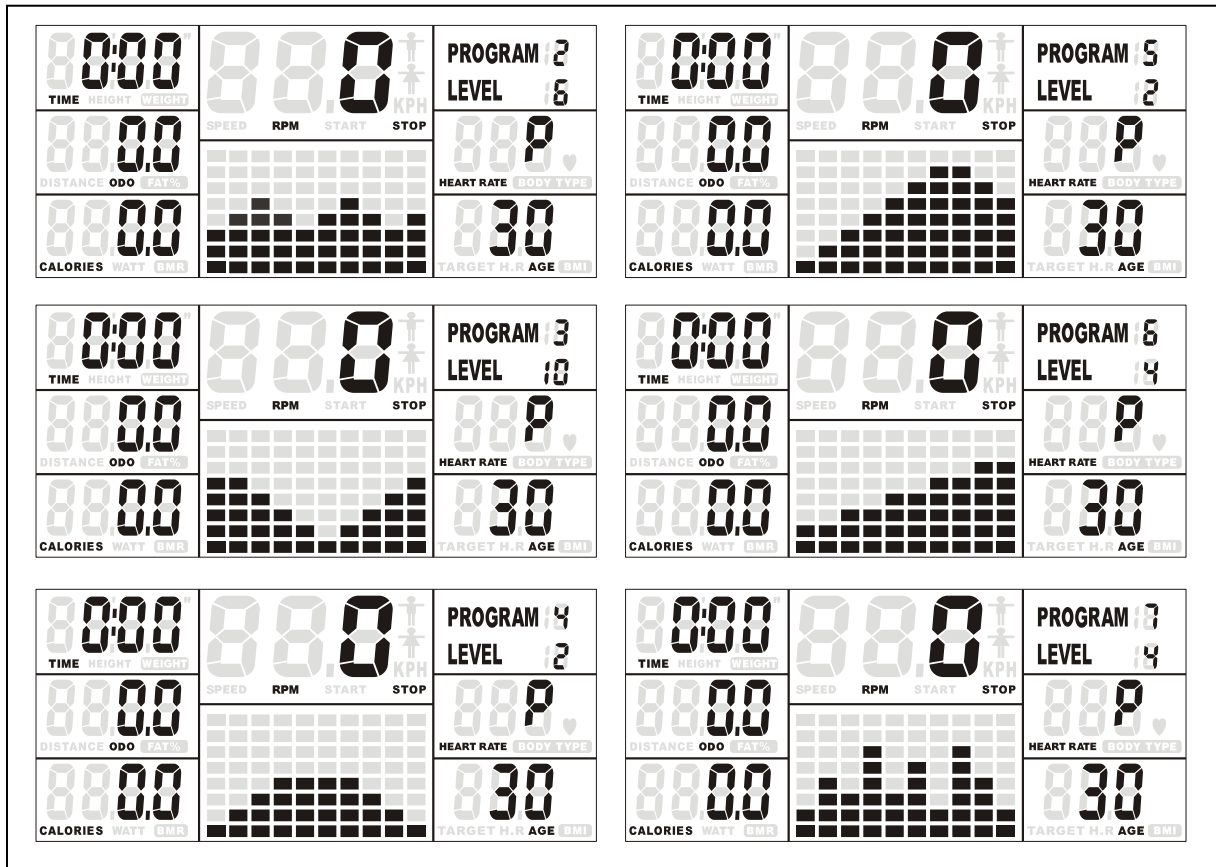 0:00
TIME HEIGHT WEIGHT
0.0
DISTANCE ODO FAT%
0.0
CALORIES WATT BMR
0
KPH
SPEED RPM START STOP
PROGRAM 2
LEVEL 6
P
HEART RATE BODY TYPE
30
TARGET H.R AGE BMI
0:00
TIME HEIGHT WEIGHT
0.0
DISTANCE ODO FAT%
0.0
CALORIES WATT BMR
0
KPH
SPEED RPM START STOP
PROGRAM 3
LEVEL 10
P
HEART RATE BODY TYPE
30
TARGET H.R AGE BMI
0:00
TIME HEIGHT WEIGHT
0.0
DISTANCE ODO FAT%
0.0
CALORIES WATT BMR
0
KPH
SPEED RPM START STOP
PROGRAM 4
LEVEL 2
P
HEART RATE BODY TYPE
30
TARGET H.R AGE BMI
0:00
TIME HEIGHT WEIGHT
0.0
DISTANCE ODO FAT%
0.0
CALORIES WATT BMR
0
KPH
SPEED RPM START STOP
PROGRAM 5
LEVEL 2
P
HEART RATE BODY TYPE
30
TARGET H.R AGE BMI
0:00
TIME HEIGHT WEIGHT
0.0
DISTANCE ODO FAT%
0.0
CALORIES WATT BMR
0
KPH
SPEED RPM START STOP
PROGRAM 6
LEVEL 4
P
HEART RATE BODY TYPE
30
TARGET H.R AGE BMI
0:00
TIME HEIGHT WEIGHT
0.0
DISTANCE ODO FAT%
0.0
CALORIES WATT BMR
0
KPH
SPEED RPM START STOP
PROGRAM 7
LEVEL 4
P
HEART RATE BODY TYPE
30
TARGET H.R AGE BMI